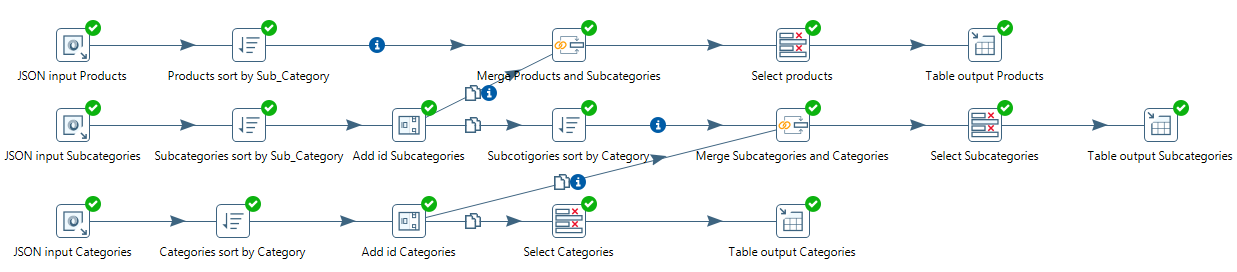 JSON input Products
Products sort by Sub_Category
Merge Products and Subcategories
Select products
Table output Products
JSON input Subcategories
Subcategories sort by Sub_Category
Add id Subcategories
Subcotigories sort by Category
Merge Subcategories and Categories
Select Subcategories
Table output Subcategories
JSON input Categories
Categories sort by Category
Add id Categories
Select Categories
Table output Categories